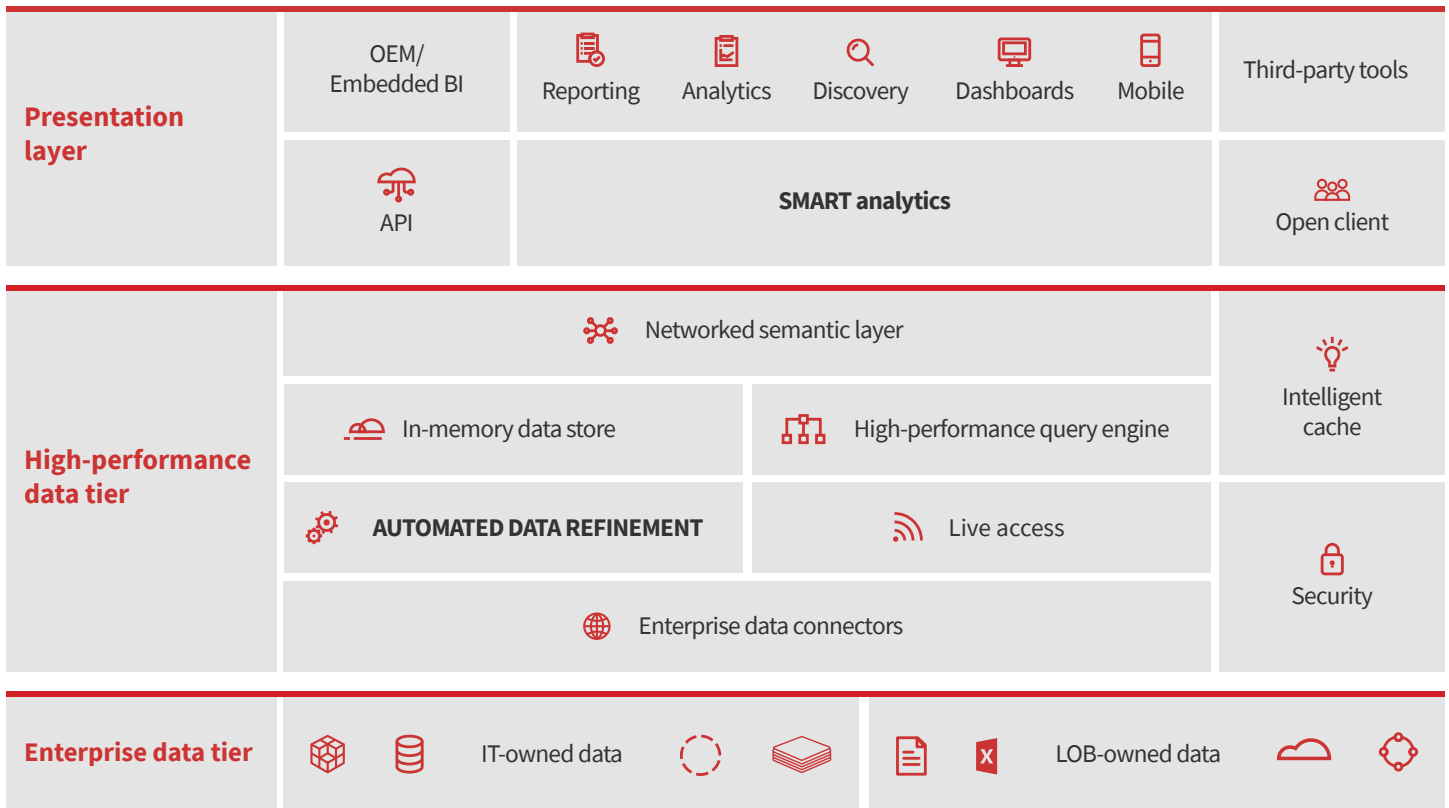 Presentation
layer
OEM/
Embedded BI
Reporting
Analytics
Discovery
Dashboards
Mobile
Third-party tools
API
SMART analytics
Open client
High-performance
data tier
Networked semantic layer
In-memory data store
High-performance query engine
Intelligent
cache
AUTOMATED DATA REFINEMENT
Live access
Security
Enterprise data connectors
Enterprise data tier
IT-owned data
X
LOB-owned data